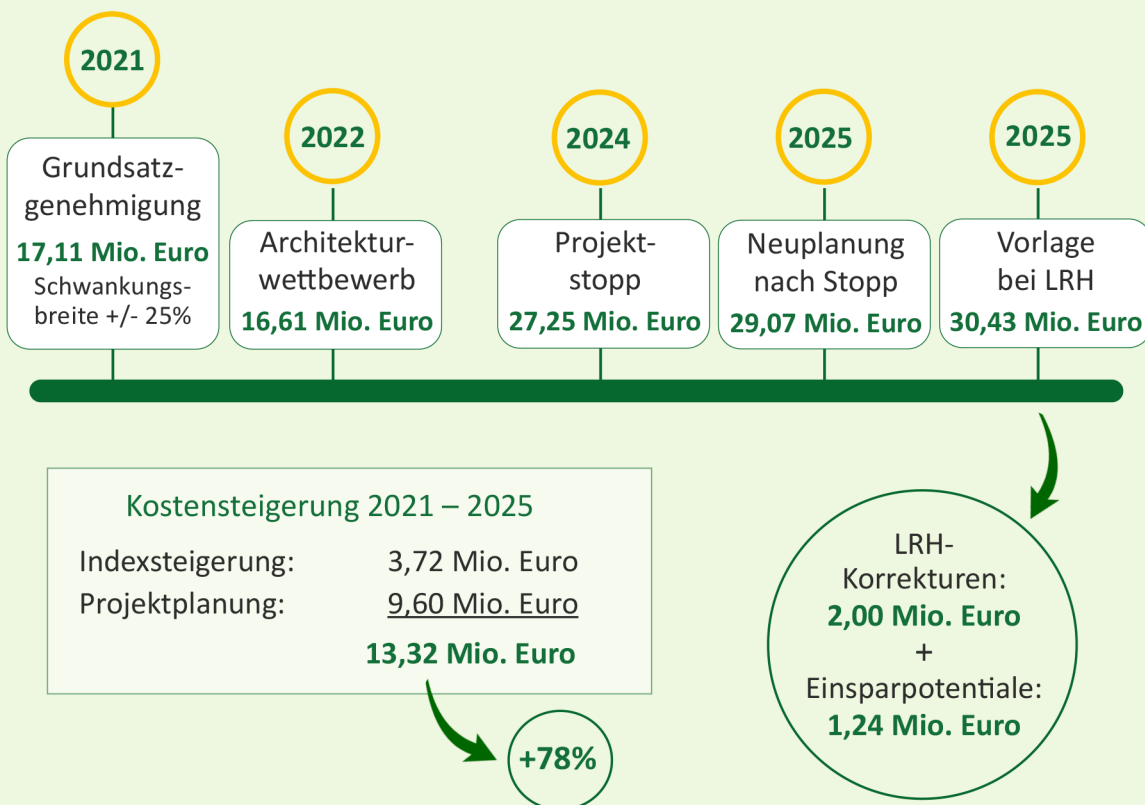 2021
Grundsatz-
genehmigung
17,11 Mio. Euro
Schwankungs-
breite +/- 25%
2022
Architektur-
wettbewerb
16,61 Mio. Euro
2024
Projekt-
stopp
27,25 Mio. Euro
2025
Neuplanung
nach Stopp
29,07 Mio. Euro
2025
Vorlage
bei LRH
30,43 Mio. Euro
Kostensteigerung 2021 – 2025
Indexsteigerung: 3,72 Mio. Euro
Projektplanung: 9,60 Mio. Euro
13,32 Mio. Euro
+78%
LRH-
Korrekturen:
2,00 Mio. Euro
+
Einsparpotentiale:
1,24 Mio. Euro